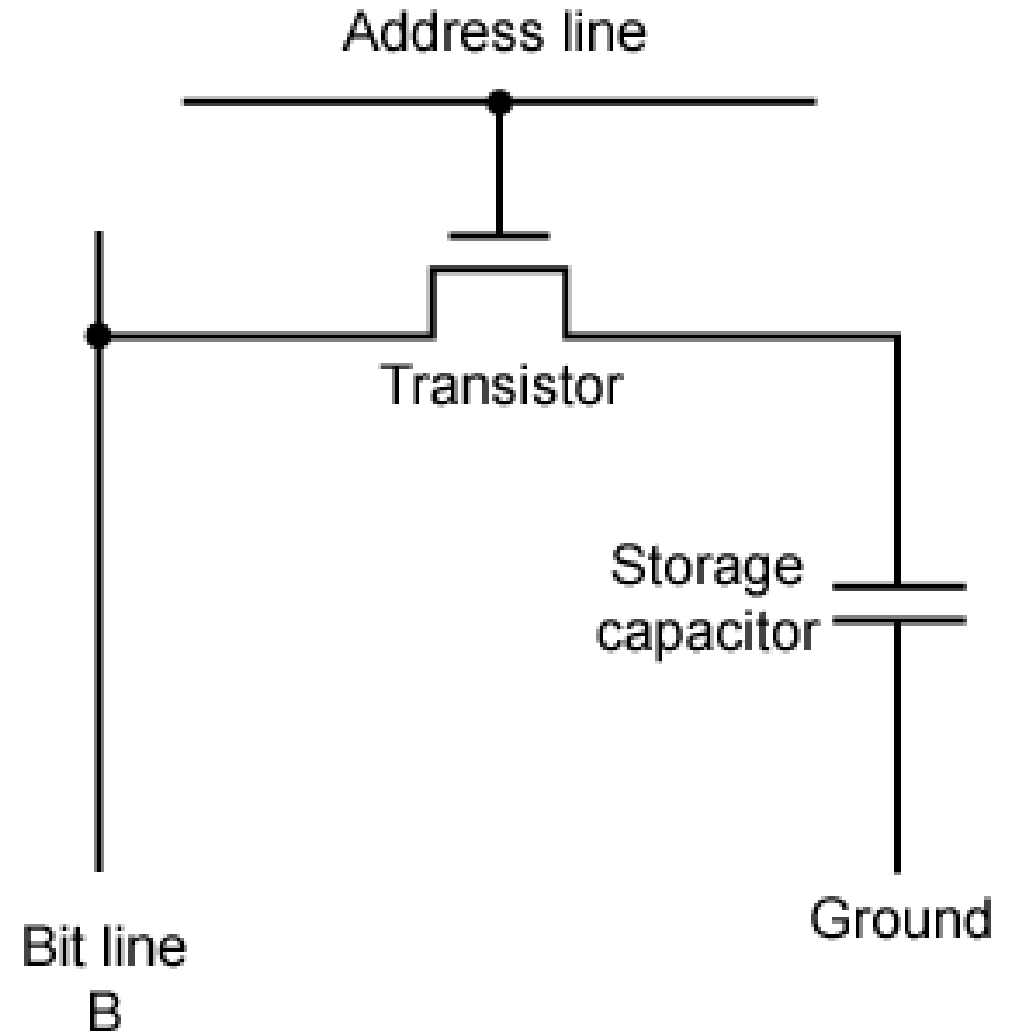 Address line
Transistor
Storage
capacitor
Ground
Bit line
B